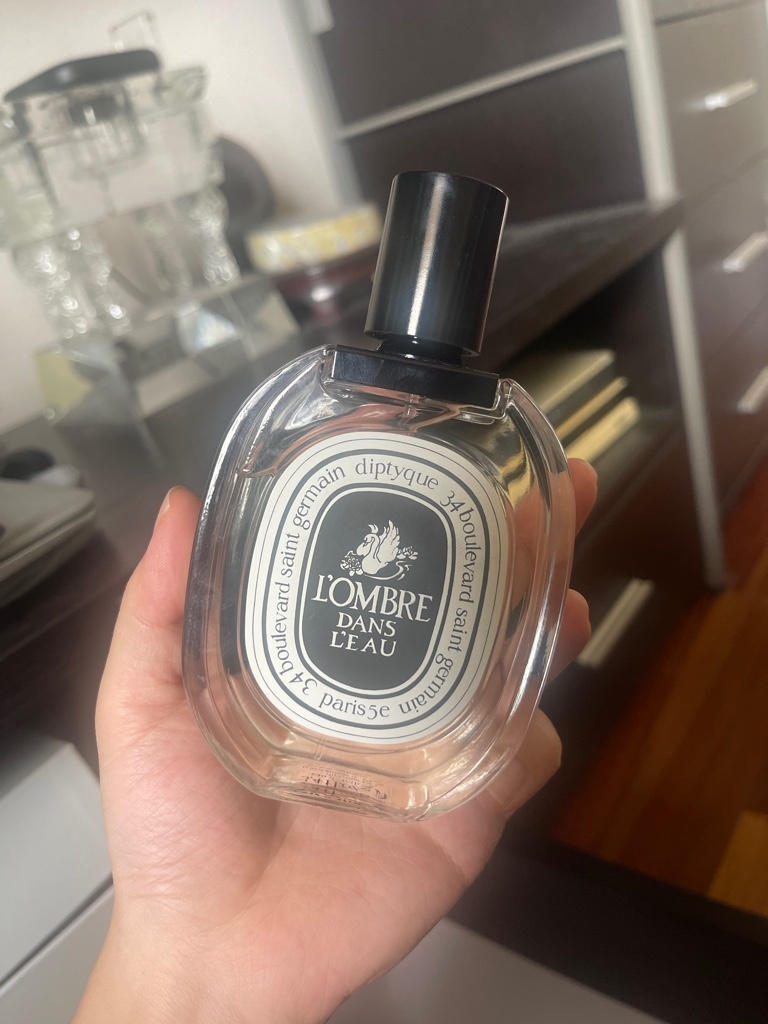 diptyque 34 boulevard saint germain paris5e 34 boulevard saint germain
L'OMBRE
DANS
L'EAU